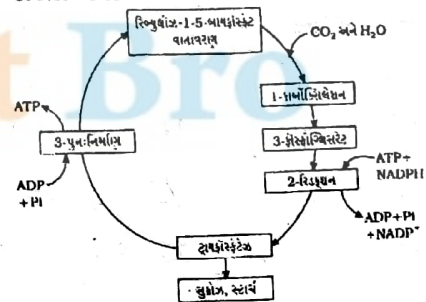 રિબ્યુલોઝ-1-5-બાયફોસ્ફેટ
વાતાવરણ
CO₂ અને H₂O
1-કાર્બોક્સિલેશન
ATP
3-પુનઃનિર્માણ
3-ફૉસ્ફોગ્લિસરેટ
ATP+
NADPH
ADP
+ Pi
2-રિડક્શન
ADP+Pi
+NADP⁺
ટ્રાયફૉસ્ફેટેઝ
સુક્રોઝ, સ્ટાર્ચ